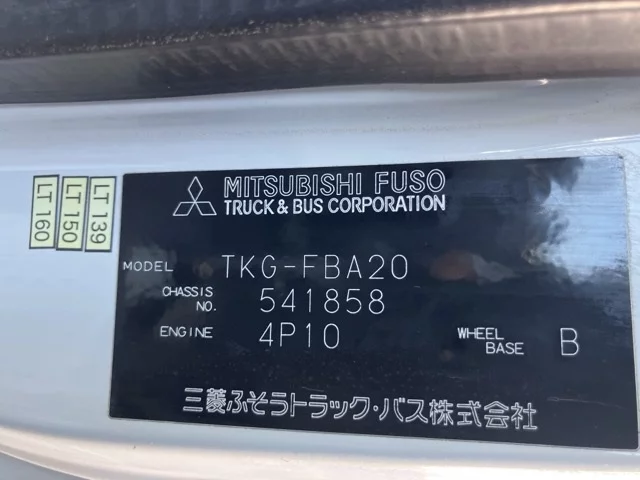 MITSUBISHI FUSO
TRUCK & BUS CORPORATION
LT 160
LT 150
LT 139
MODEL TKG-FBA20
CHASSIS NO. 541858
ENGINE 4P10 WHEEL BASE B
三菱ふそうトラック・バス株式会社